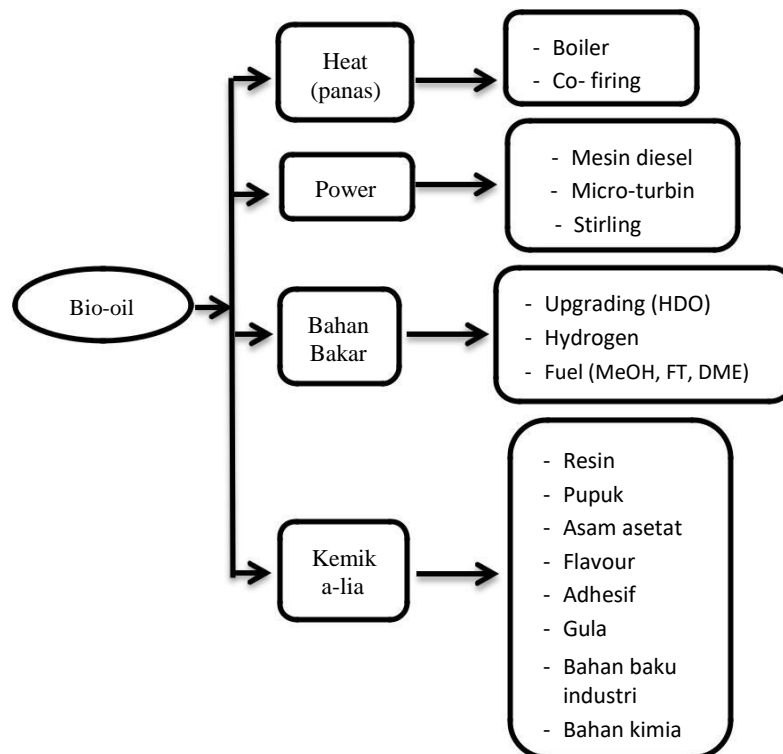 Bio-oil
Heat
(panas)
- Boiler
- Co- firing
Power
- Mesin diesel
- Micro-turbin
- Stirling
Bahan
Bakar
- Upgrading (HDO)
- Hydrogen
- Fuel (MeOH, FT, DME)
Kemik
a-lia
- Resin
- Pupuk
- Asam asetat
- Flavour
- Adhesif
- Gula
- Bahan baku
industri
- Bahan kimia